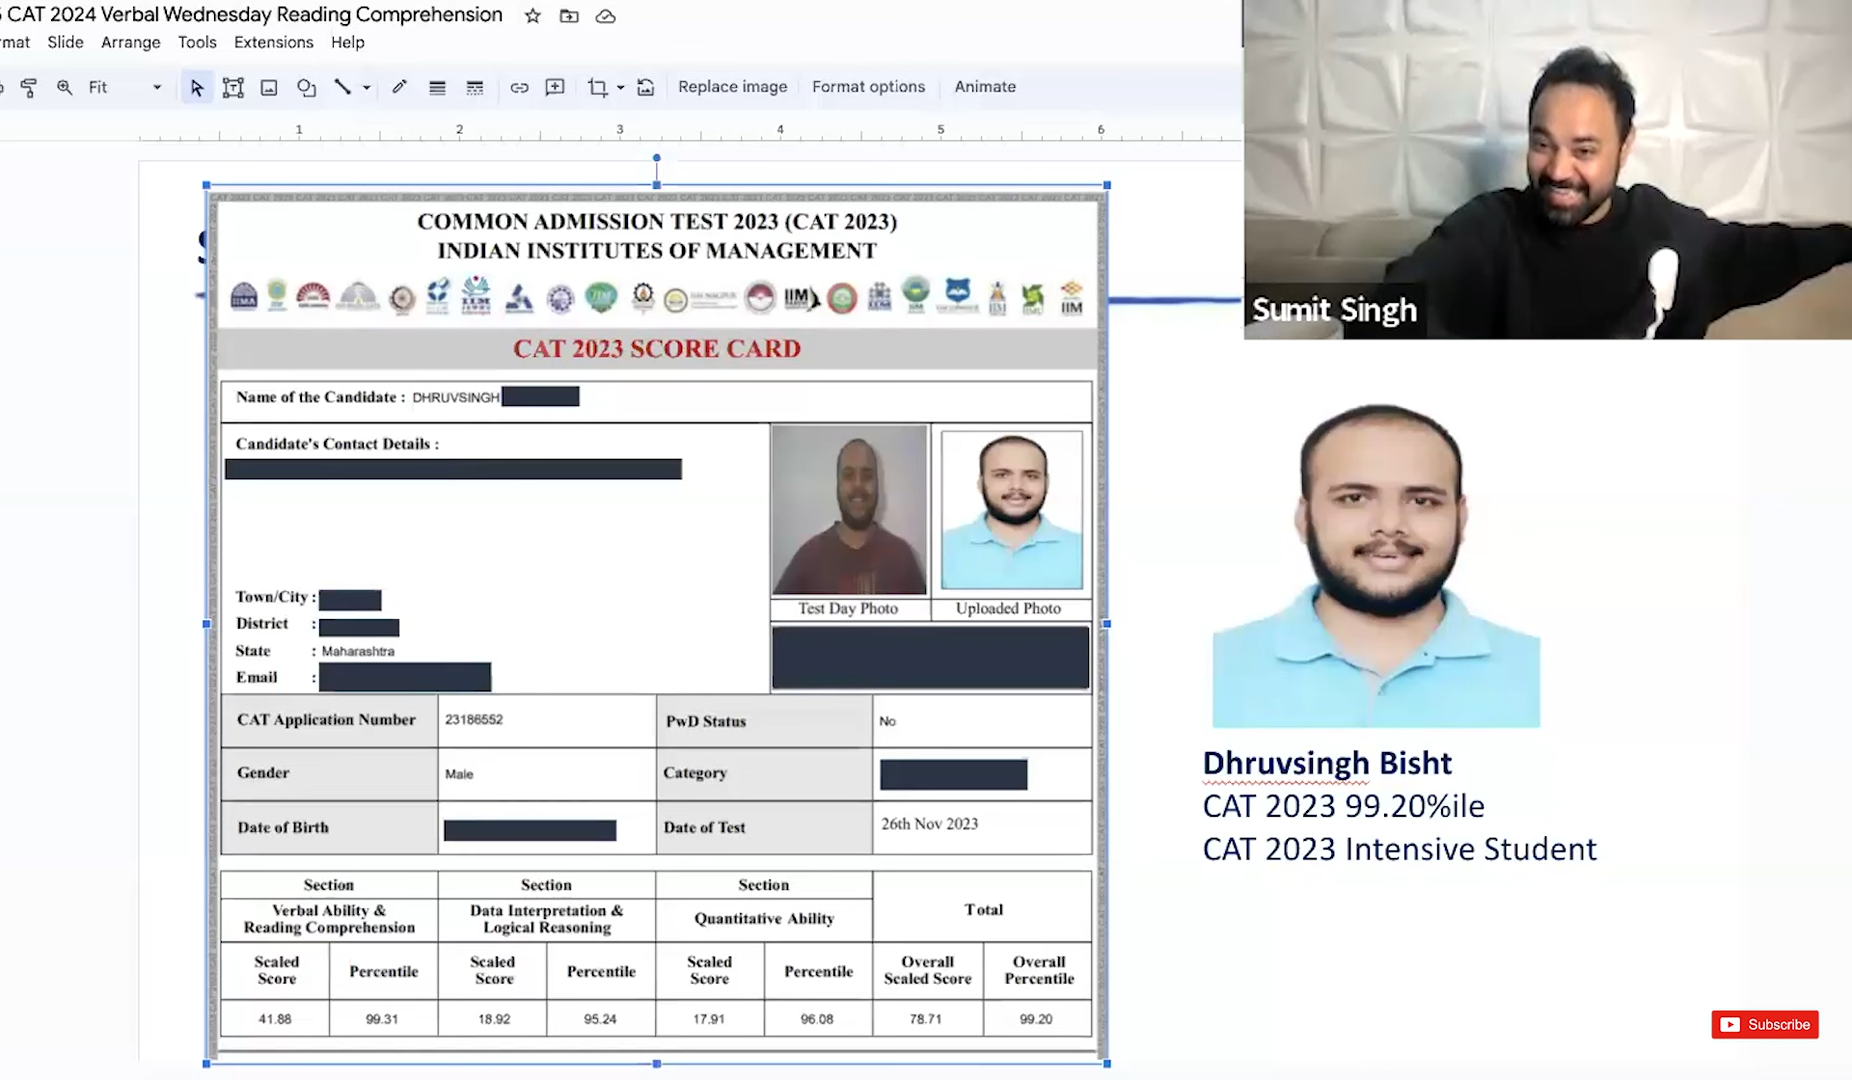 CAT 2024 Verbal Wednesday Reading Comprehension
rmat Slide Arrange Tools Extensions Help
Fit
Replace image Format options Animate
1 2 3 4 5 6
COMMON ADMISSION TEST 2023 (CAT 2023)
INDIAN INSTITUTES OF MANAGEMENT
CAT 2023 SCORE CARD
Name of the Candidate : DHRUVSINGH
Candidate's Contact Details :
Test Day Photo Uploaded Photo
Town/City :
District :
State : Maharashtra
Email :
CAT Application Number 23186552 PwD Status No
Gender Male Category
Date of Birth Date of Test 26th Nov 2023
Section Section Section
Verbal Ability &
Reading Comprehension
Data Interpretation &
Logical Reasoning
Quantitative Ability
Total
Scaled
Score
Percentile
Scaled
Score
Percentile
Scaled
Score
Percentile
Overall
Scaled Score
Overall
Percentile
41.88 99.31 18.92 95.24 17.91 96.08 78.71 99.20
Sumit Singh
Dhruvsingh Bisht
CAT 2023 99.20%ile
CAT 2023 Intensive Student
Subscribe